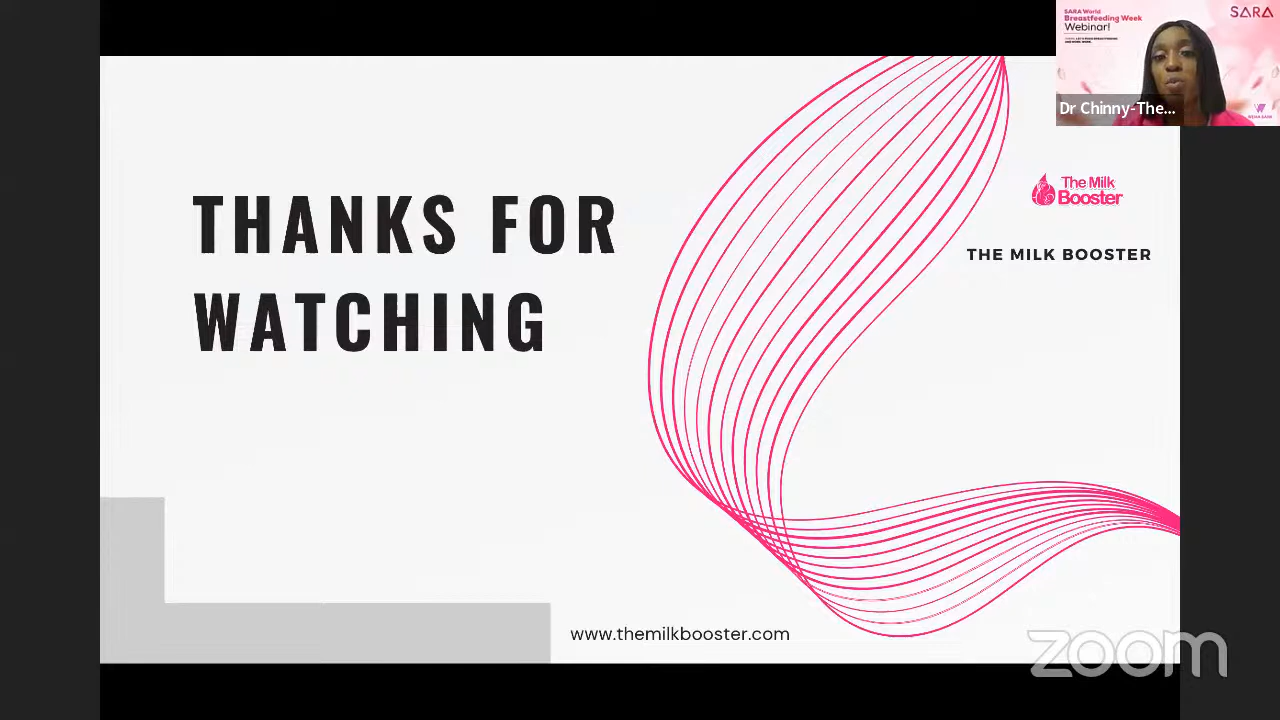 THANKS FOR
WATCHING
The Milk
Booster
THE MILK BOOSTER
www.themilkbooster.com
zoom
SARA World
Breastfeeding Week
Webinar!
SARA
Dr Chinny-The...